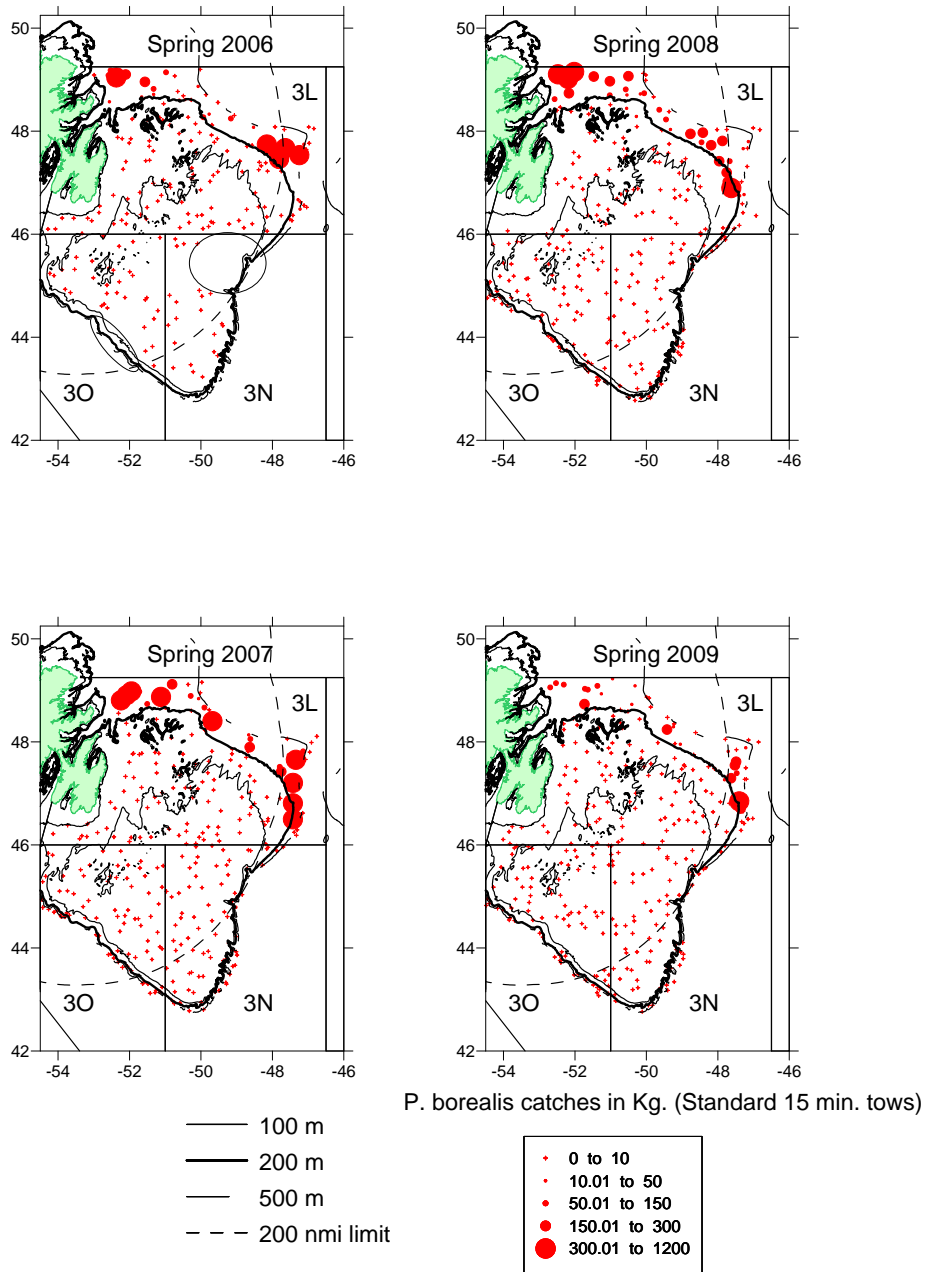 Spring 2006
3L
3O
3N
50
48
46
44
42
-54
-52
-50
-48
-46
Spring 2008
3L
3O
3N
50
48
46
44
42
-54
-52
-50
-48
-46
Spring 2007
3L
3O
3N
50
48
46
44
42
-54
-52
-50
-48
-46
Spring 2009
3L
3O
3N
50
48
46
44
42
-54
-52
-50
-48
-46
P. borealis catches in Kg. (Standard 15 min. tows)
100 m
200 m
500 m
200 nmi limit
0 to 10
10.01 to 50
50.01 to 150
150.01 to 300
300.01 to 1200